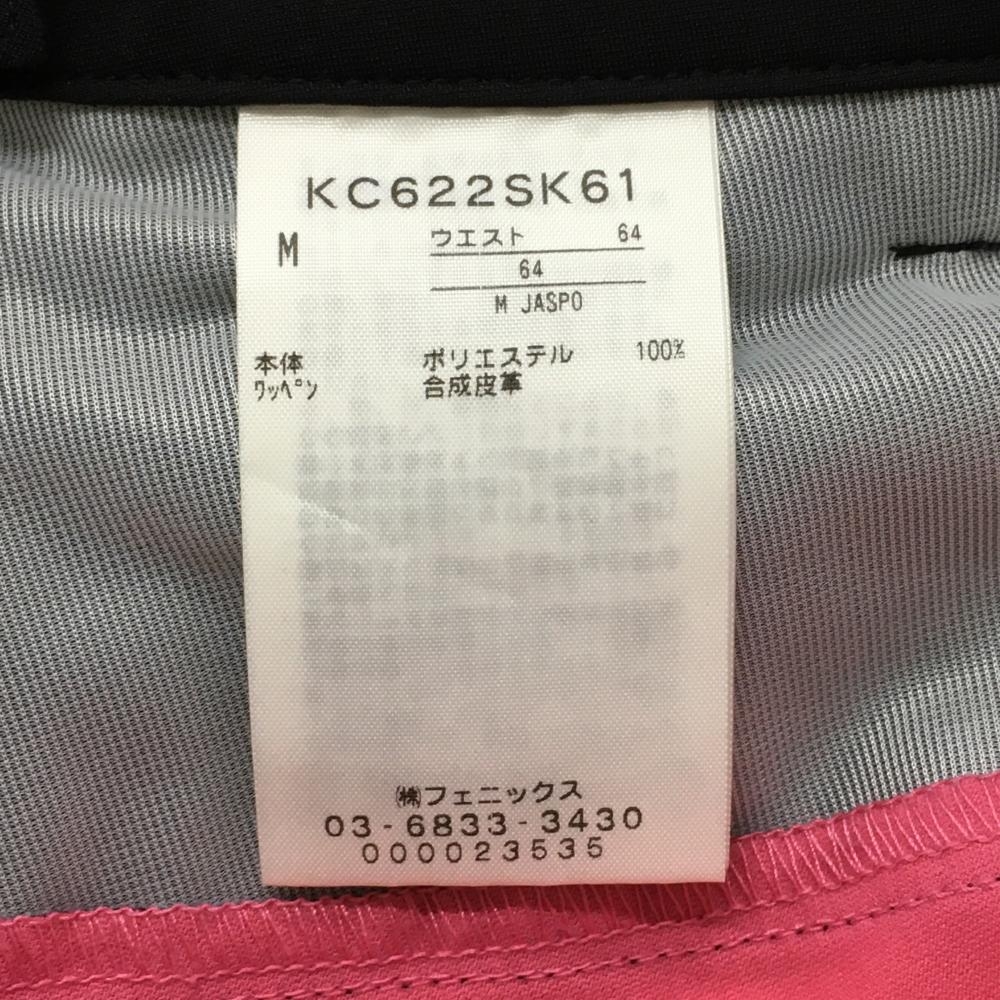 KC622SK61
M ウエスト 64
64
M JASPO
本体 ポリエステル 100%
ワッペン 合成皮革
㈱フェニックス
03-6833-3430
000023535